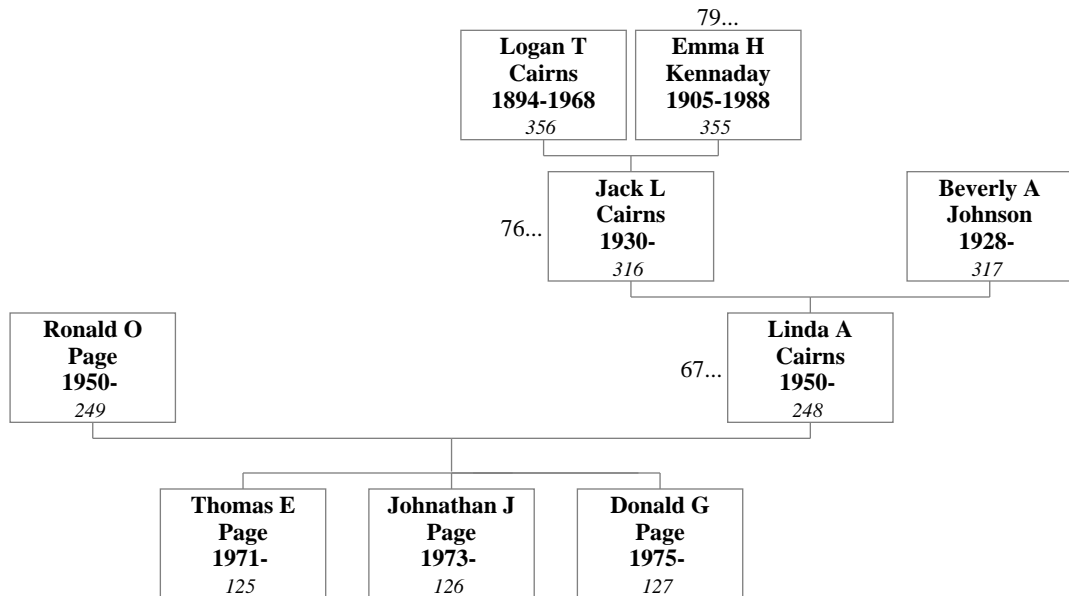 79...
Logan T
Cairns
1894-1968
356
Emma H
Kennaday
1905-1988
355
76...
Jack L
Cairns
1930-
316
Beverly A
Johnson
1928-
317
Ronald O
Page
1950-
249
67...
Linda A
Cairns
1950-
248
Thomas E
Page
1971-
125
Johnathan J
Page
1973-
126
Donald G
Page
1975-
127